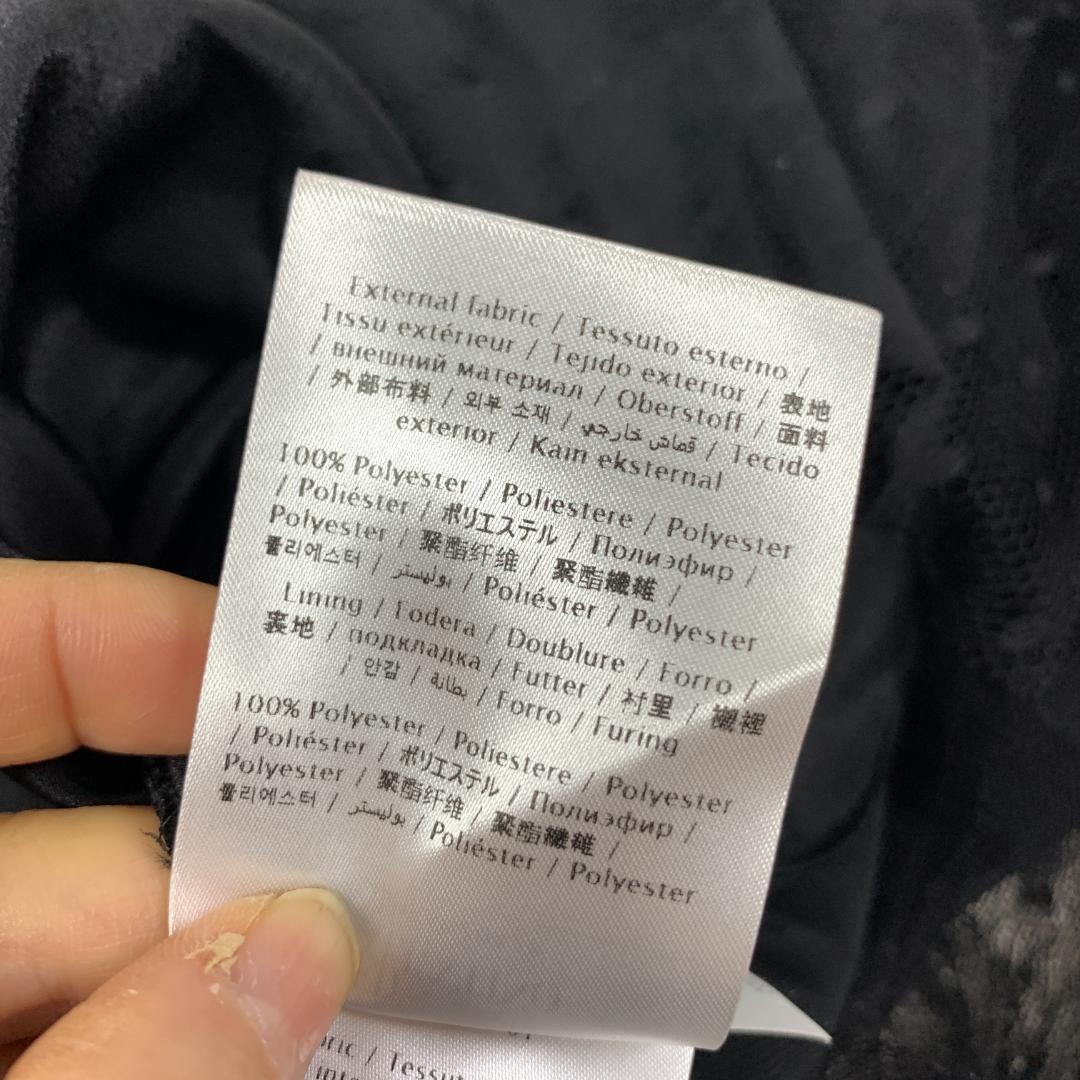 External fabric / Tessuto esterno /
Tissu extérieur / Tejido exterior / 表地
/ внешний материал / Oberstoff / 面料
/ 外部布料 / 외부 소재 / قماش خارجي / Tecido
exterior / Kain eksternal
100% Polyester / Poliestere / Polyester
/ Poliéster / ポリエステル / Полиэфир /
Polyester / 聚酯纤维 / 聚酯纖維 /
폴리에스터 / بوليستر / Poliéster / Polyester
Lining / Fodera / Doublure / Forro /
裏地 / подкладка / Futter / 衬里 / 襯裡
/ 안감 / بطانة / Forro / Furing
100% Polyester / Poliestere / Polyester
/ Poliéster / ポリエステル / Полиэфир /
Polyester / 聚酯纤维 / 聚酯纖維 /
폴리에스터 / بوليستر / Poliéster / Polyester
/ Tessut